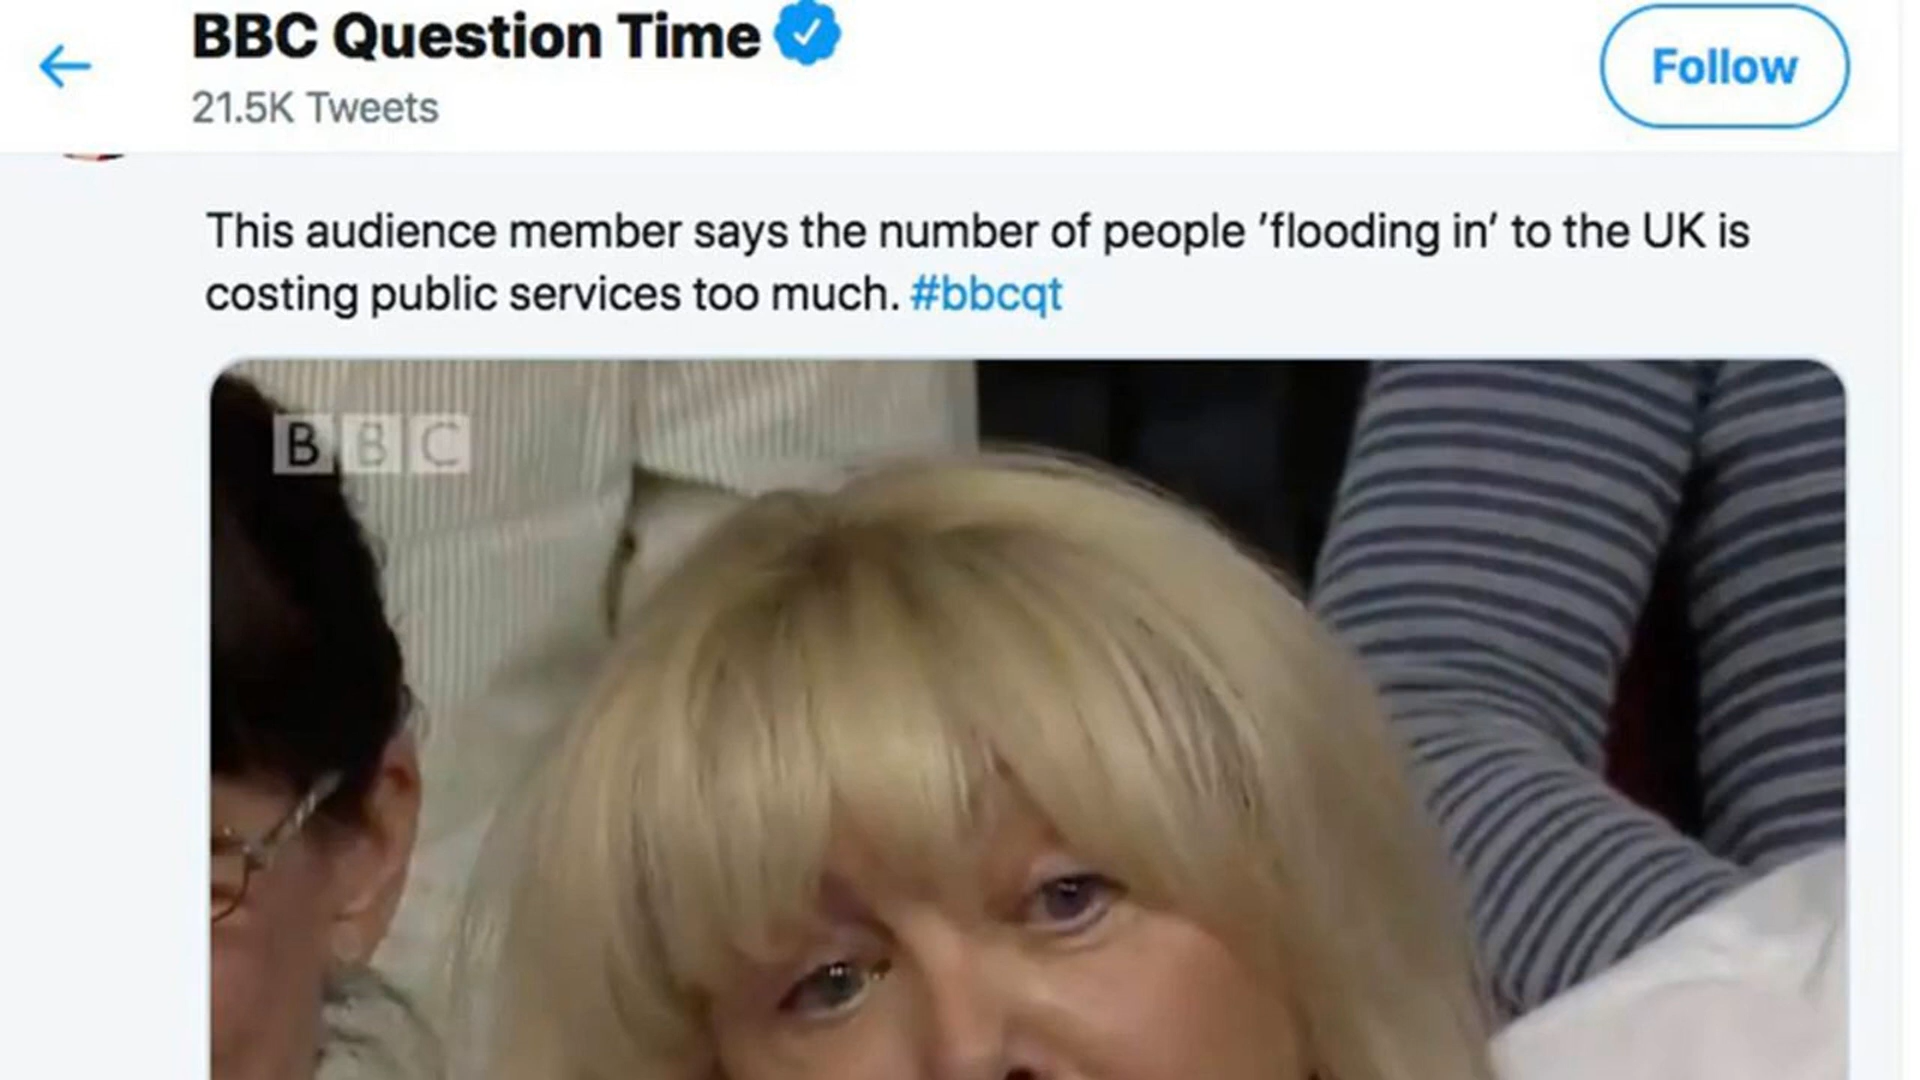 BBC Question Time
21.5K Tweets
Follow
This audience member says the number of people 'flooding in' to the UK is
costing public services too much. #bbcqt
BBC